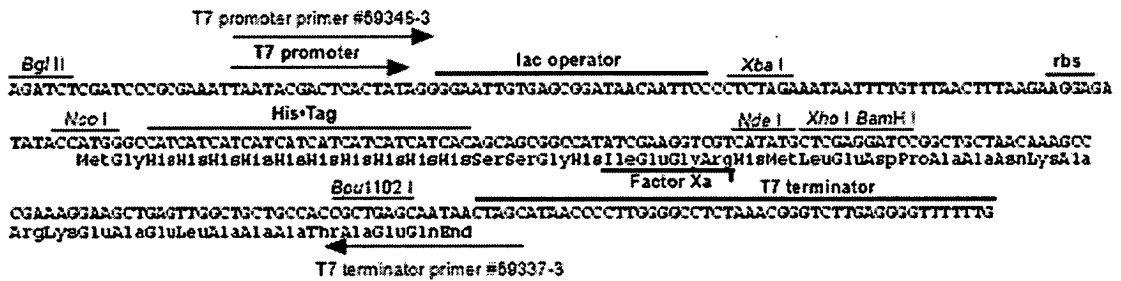 T7 promoter primer #69348-3
T7 promoter
Bgl II lac operator Xba I rbs
AGATCTCGATCCCGCGAAATTAATACGACTCACTATAGGGGAATTGTGAGCGGATAACAATTCCCCTCTAGAAATAATTTTGTTTAACTTTAAGAAGGAGA
Nco I His•Tag Nde I Xho I BamH I
TATACCATGGGCCATCATCATCATCATCATCATCATCATCACAGCAGCGGCCATATCGAAGGTCGTCATATGCTCGAGGATCCGGCTGCTAACAAAGCC
MetGlyHisHisHisHisHisHisHisHisHisHisSerSerGlyHisIleGluGlyArgHisMetLeuGluAspProAlaAlaAsnLysAla
Bpu1102 I Factor Xa T7 terminator
CGAAAGGAAGCTGAGTTGGCTGCTGCCACCGCTGAGCAATAACTAGCATAACCCCTTGGGGCCTCTAAACGGGTCTTGAGGGGTTTTTTG
ArgLysGluAlaGluLeuAlaAlaAlaThrAlaGluGlnEnd
T7 terminator primer #69337-3